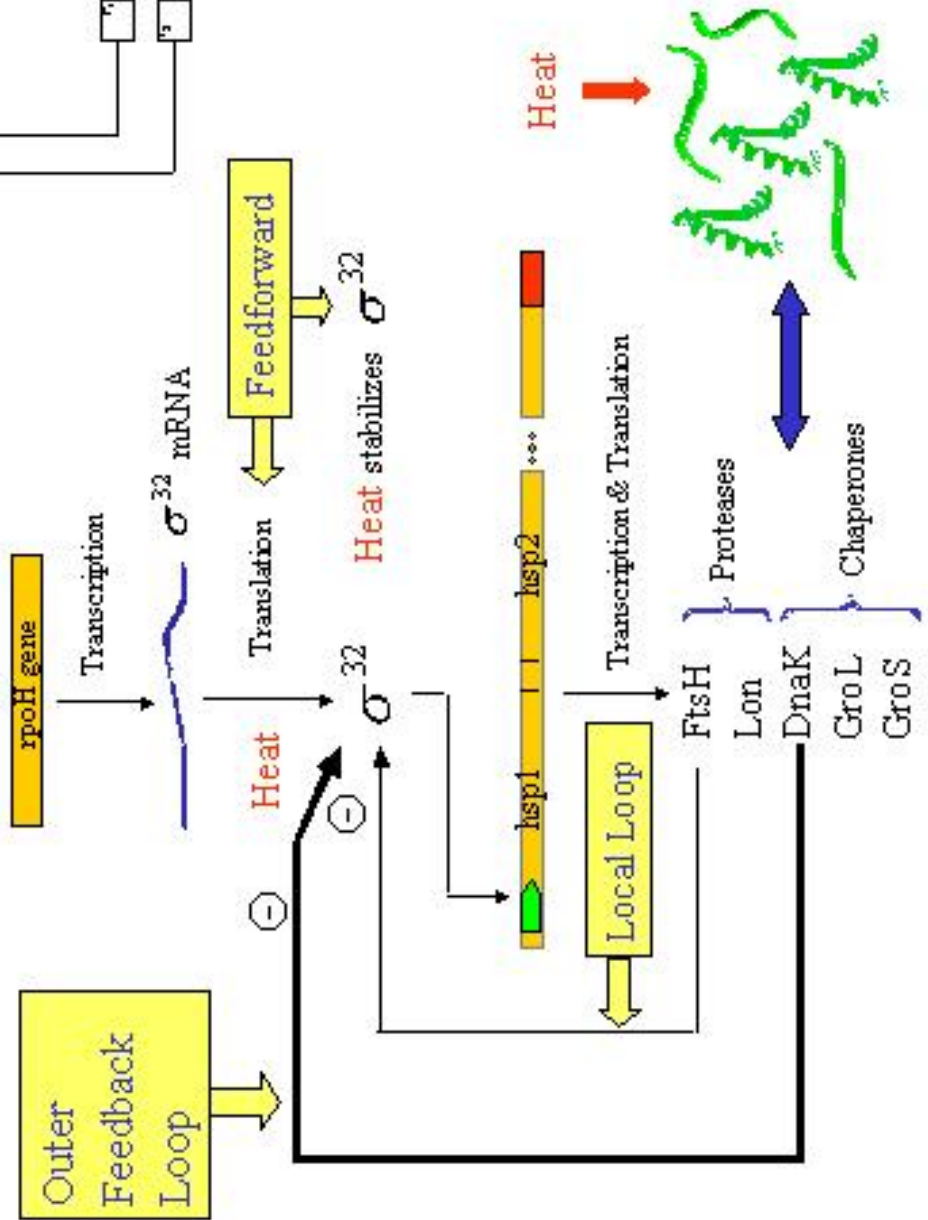 rpoH gene
Transcription
σ32 mRNA
Outer
Feedback
Loop
Feedforward
Translation
Heat
σ32
Heat stabilizes σ32
hsp1
hsp2
...
Heat
Local Loop
Transcription & Translation
FtsH
Lon
DnaK
GroL
GroS
Proteases
Chaperones
-
-